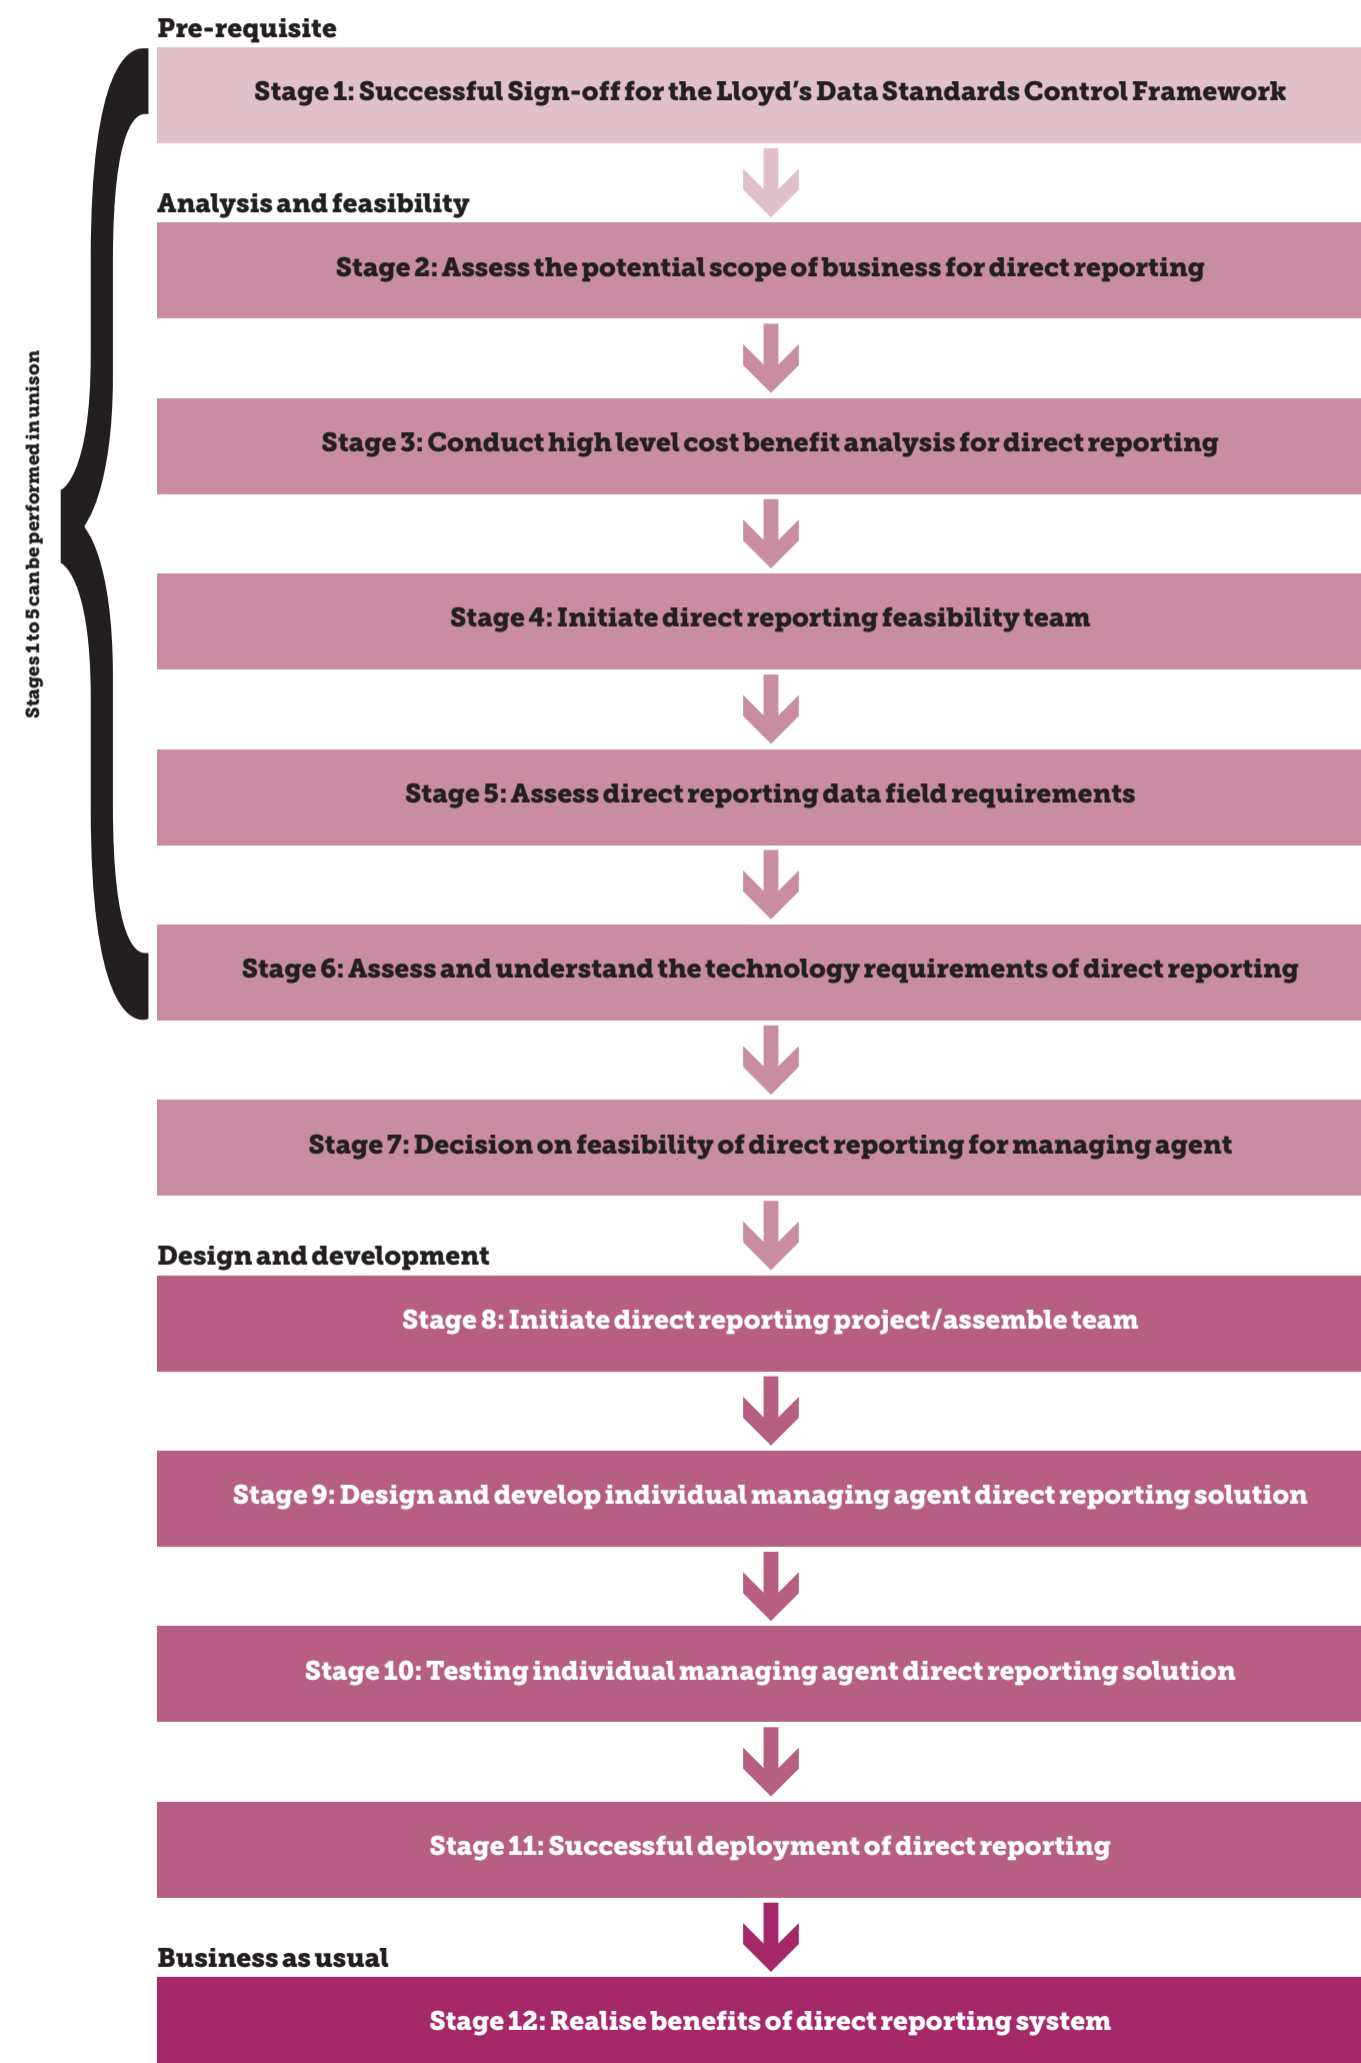 Pre-requisite
Stage 1: Successful Sign-off for the Lloyd’s Data Standards Control Framework
Analysis and feasibility
Stage 2: Assess the potential scope of business for direct reporting
Stage 3: Conduct high level cost benefit analysis for direct reporting
Stages 1 to 5 can be performed in unison
Stage 4: Initiate direct reporting feasibility team
Stage 5: Assess direct reporting data field requirements
Stage 6: Assess and understand the technology requirements of direct reporting
Stage 7: Decision on feasibility of direct reporting for managing agent
Design and development
Stage 8: Initiate direct reporting project/assemble team
Stage 9: Design and develop individual managing agent direct reporting solution
Stage 10: Testing individual managing agent direct reporting solution
Stage 11: Successful deployment of direct reporting
Business as usual
Stage 12: Realise benefits of direct reporting system